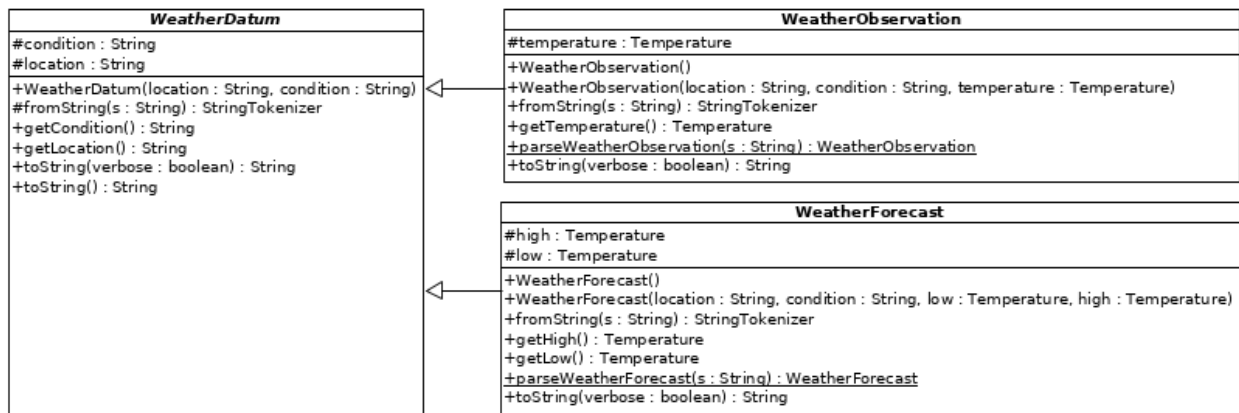 WeatherDatum
#condition : String
#location : String
+WeatherDatum(location : String, condition : String)
#fromString(s : String) : StringTokenizer
+getCondition() : String
+getLocation() : String
+toString(verbose : boolean) : String
+toString() : String
WeatherObservation
#temperature : Temperature
+WeatherObservation()
+WeatherObservation(location : String, condition : String, temperature : Temperature)
+fromString(s : String) : StringTokenizer
+getTemperature() : Temperature
+parseWeatherObservation(s : String) : WeatherObservation
+toString(verbose : boolean) : String
WeatherForecast
#high : Temperature
#low : Temperature
+WeatherForecast()
+WeatherForecast(location : String, condition : String, low : Temperature, high : Temperature)
+fromString(s : String) : StringTokenizer
+getHigh() : Temperature
+getLow() : Temperature
+parseWeatherForecast(s : String) : WeatherForecast
+toString(verbose : boolean) : String